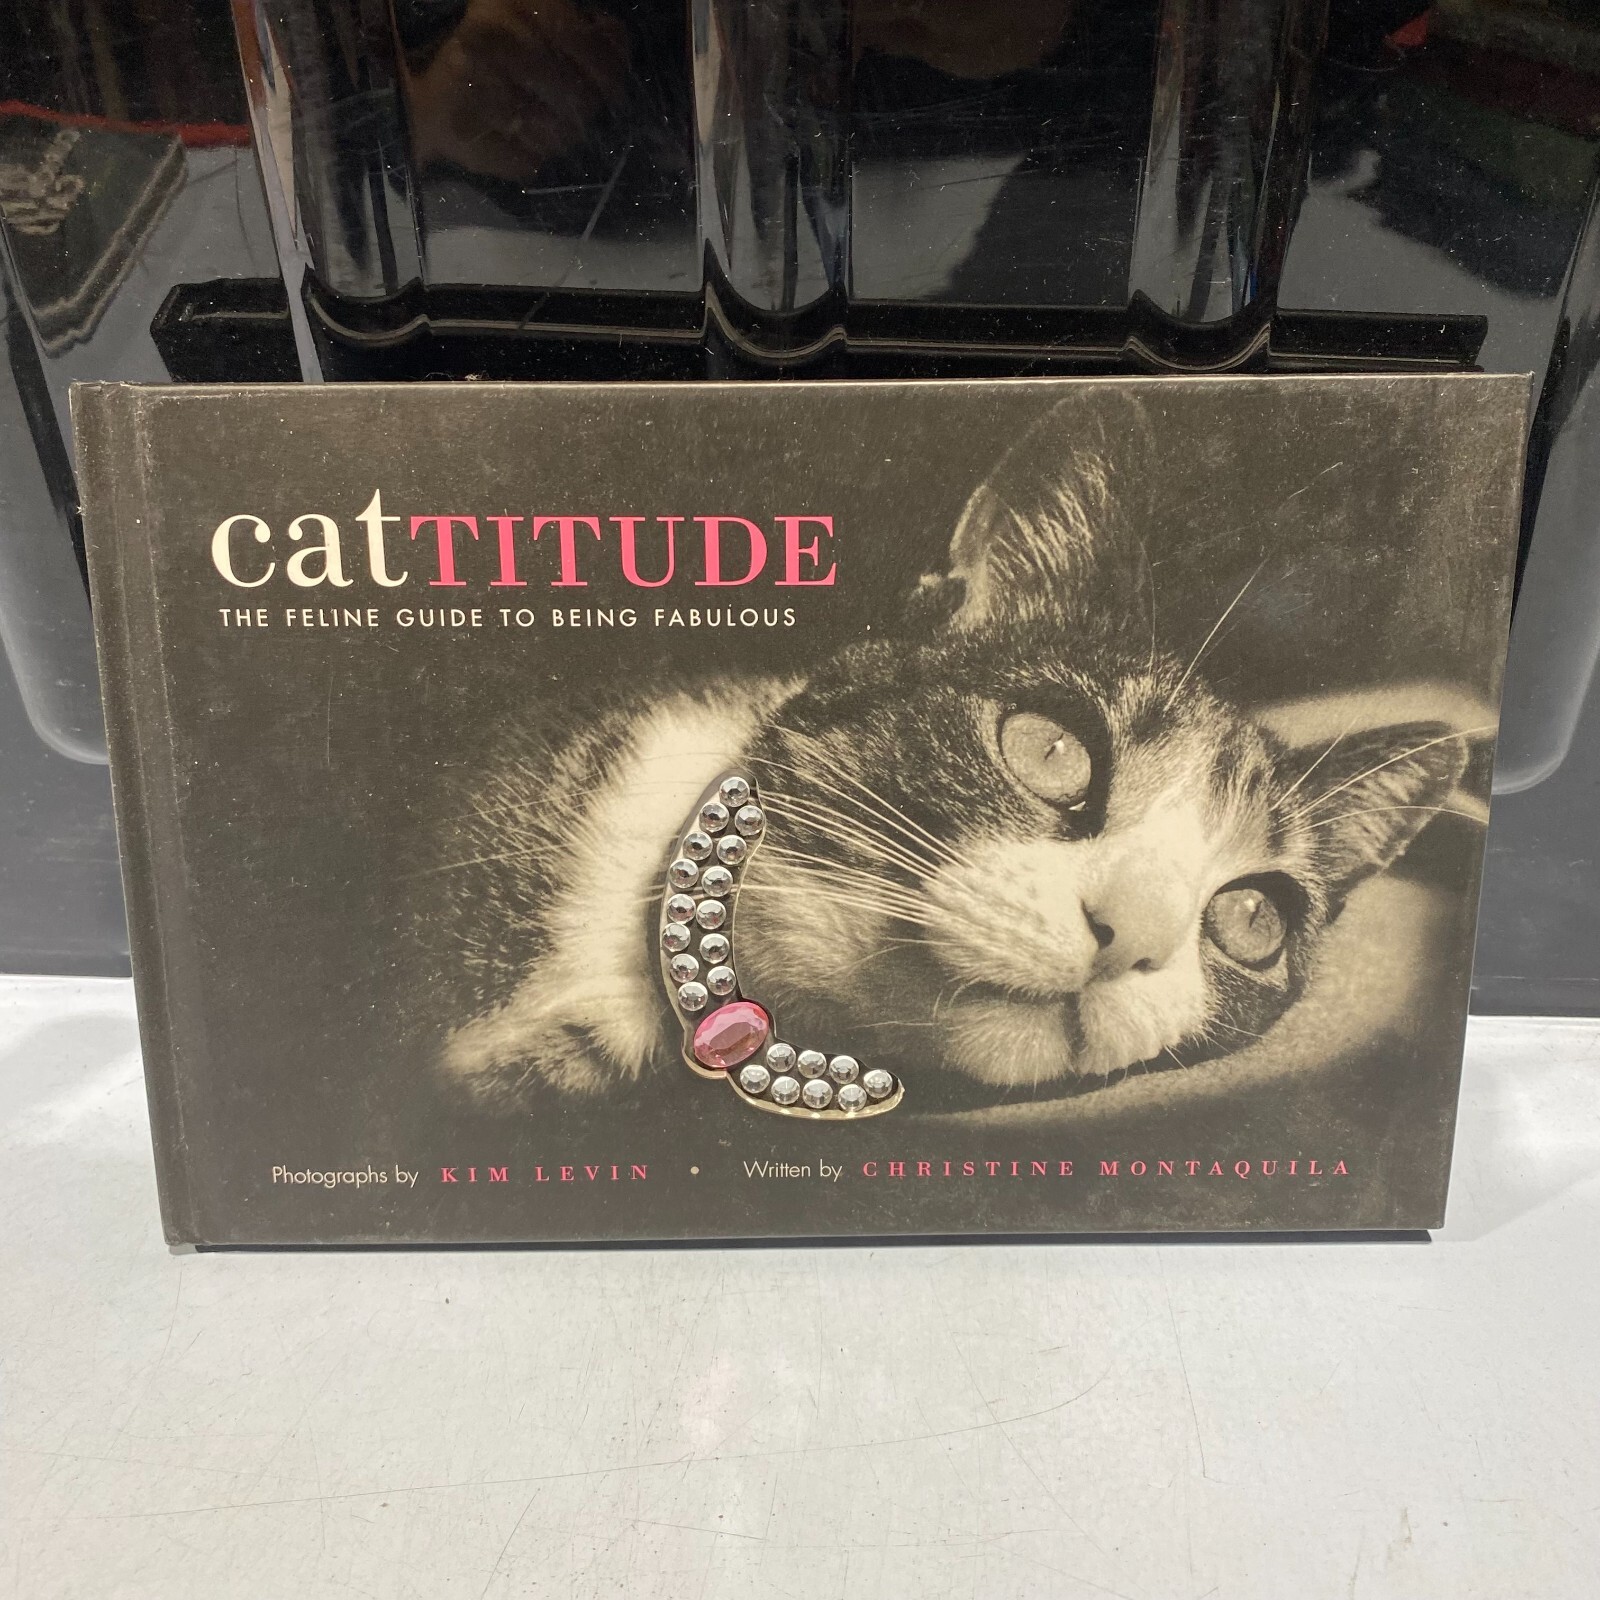 catTITUDE
THE FELINE GUIDE TO BEING FABULOUS
Photographs by KIM LEVIN • Written by CHRISTINE MONTAQUILA